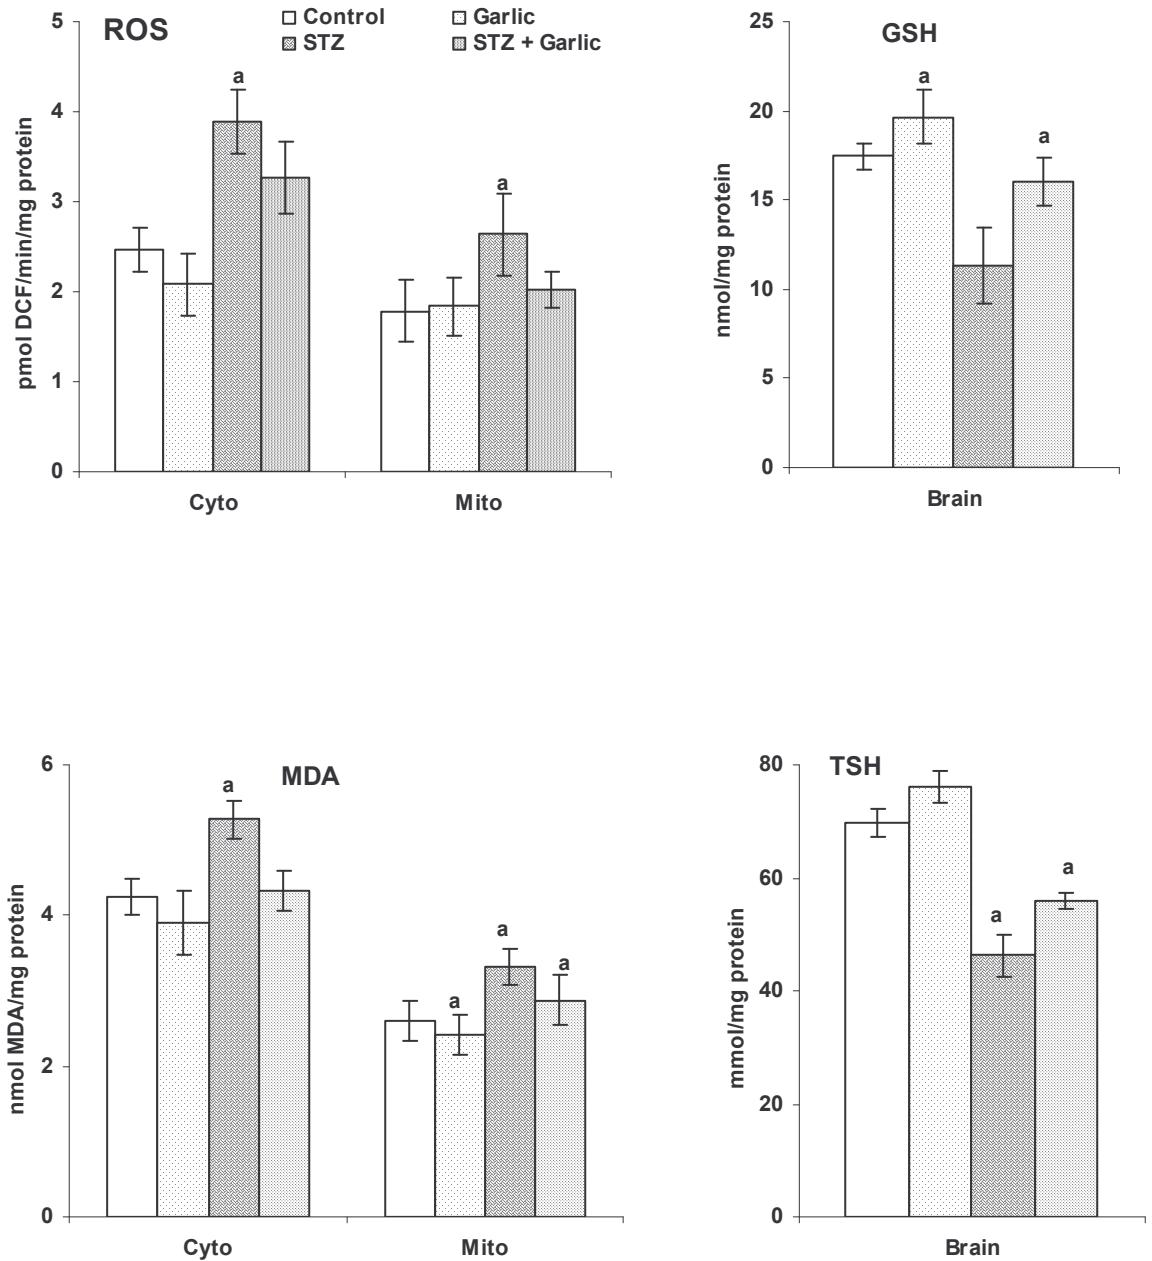 ROS
Control
Garlic
STZ
STZ + Garlic
pmol DCF/min/mg protein
5
4
3
2
1
0
a
a
Cyto
Mito
GSH
nmol/mg protein
25
20
15
10
5
0
a
a
Brain
MDA
nmol MDA/mg protein
6
4
2
0
a
a
a
a
Cyto
Mito
TSH
mmol/mg protein
80
60
40
20
0
a
a
Brain